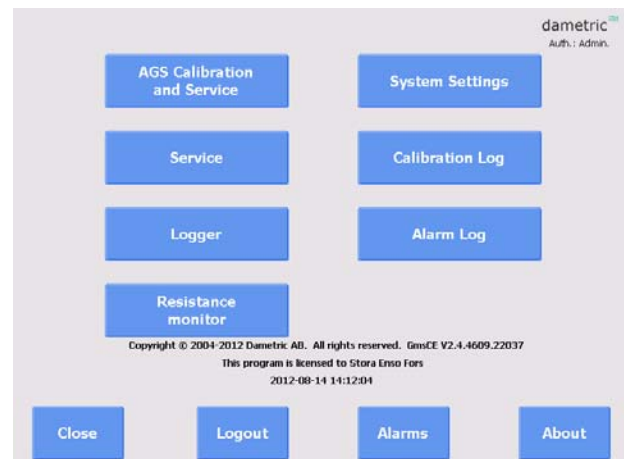 dametric
Auth.: Admin.
AGS Calibration
and Service
System Settings
Service
Calibration Log
Logger
Alarm Log
Resistance
monitor
Copyright © 2004-2012 Dametric AB. All rights reserved. GmsCE V2.4.4609.22037
This program is licensed to Stora Enso Fors
2012-08-14 14:12:04
Close
Logout
Alarms
About